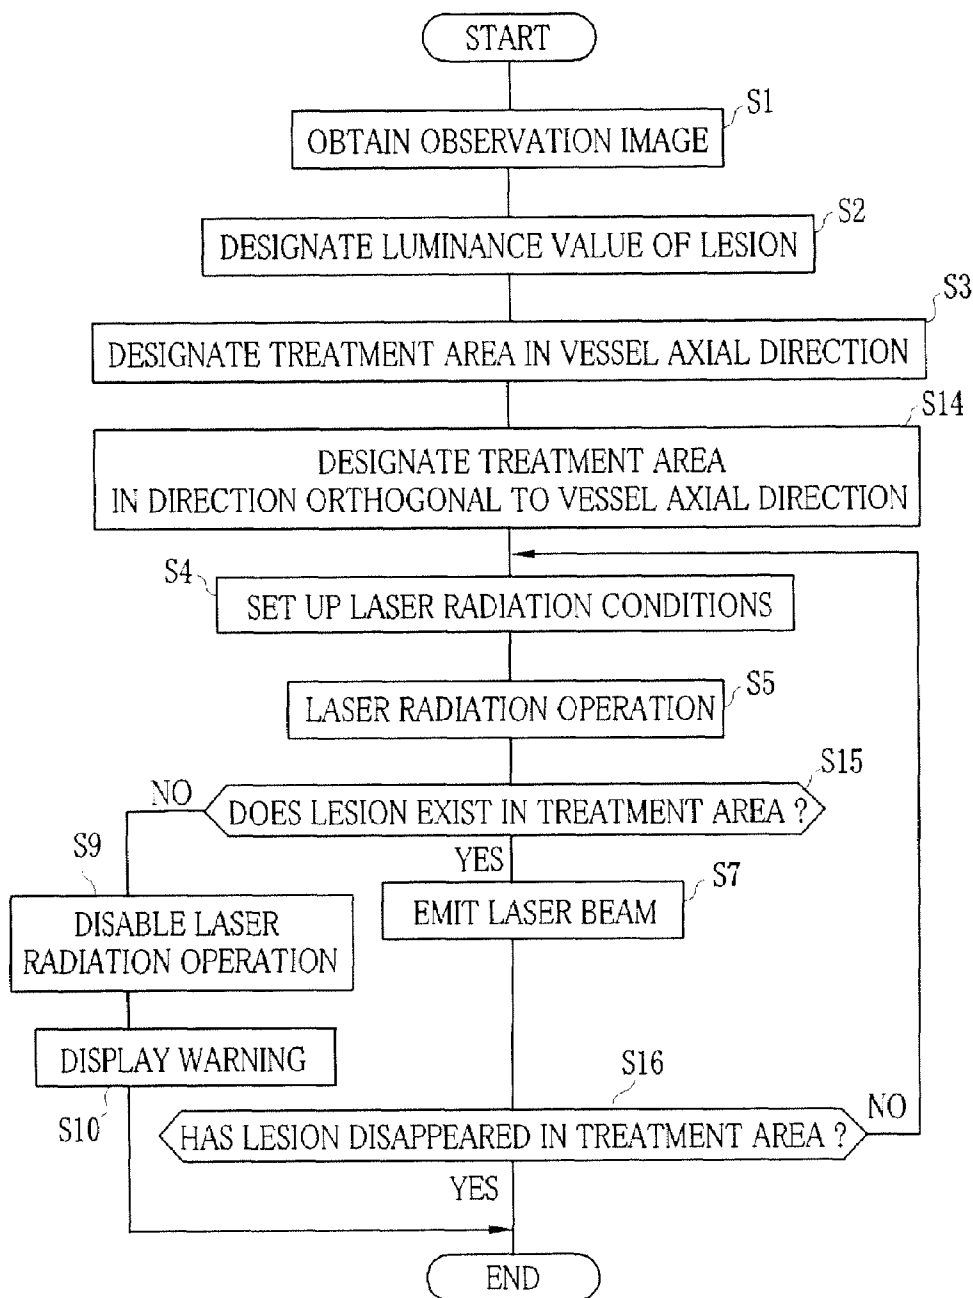 START
S1
OBTAIN OBSERVATION IMAGE
S2
DESIGNATE LUMINANCE VALUE OF LESION
S3
DESIGNATE TREATMENT AREA IN VESSEL AXIAL DIRECTION
S14
DESIGNATE TREATMENT AREA
IN DIRECTION ORTHOGONAL TO VESSEL AXIAL DIRECTION
S4
SET UP LASER RADIATION CONDITIONS
S5
LASER RADIATION OPERATION
S15
NO
DOES LESION EXIST IN TREATMENT AREA ?
YES
S9
S7
DISABLE LASER
RADIATION OPERATION
EMIT LASER BEAM
DISPLAY WARNING
S10
S16
NO
HAS LESION DISAPPEARED IN TREATMENT AREA ?
YES
END